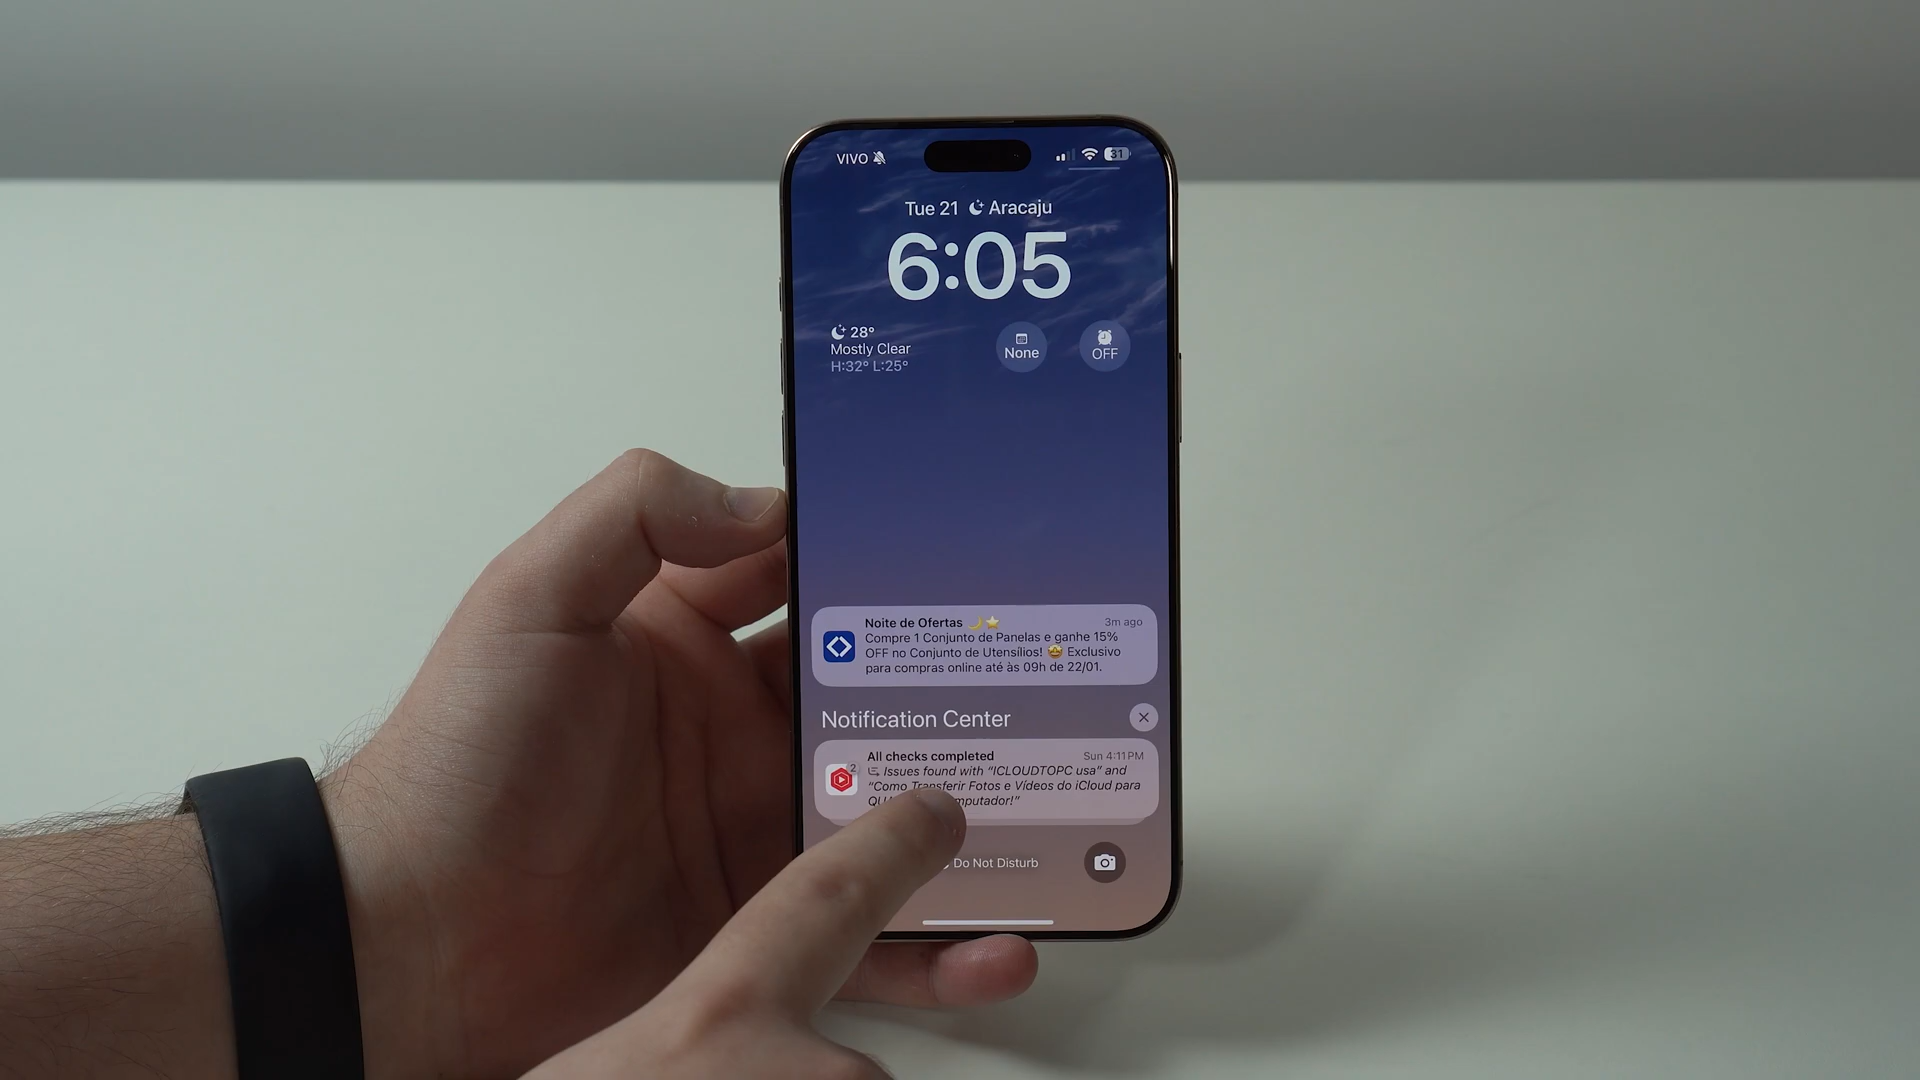 VIVO
31
Tue 21 Aracaju
6:05
28°
Mostly Clear
H:32° L:25°
None
OFF
Noite de Ofertas 🌙⭐ 3m ago
Compre 1 Conjunto de Panelas e ganhe 15%
OFF no Conjunto de Utensílios! 🤩 Exclusivo
para compras online até às 09h de 22/01.
Notification Center
All checks completed Sun 4:11 PM
2
Issues found with “ICLOUDTOPC usa” and
“Como Transferir Fotos e Vídeos do iCloud para
Do Not Disturb